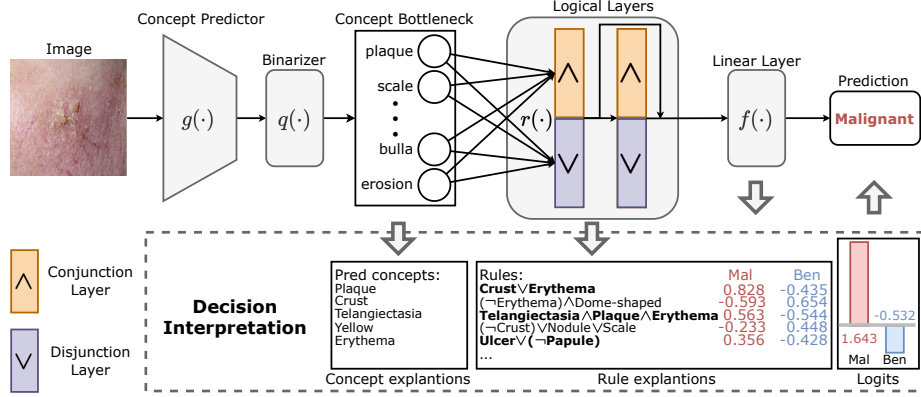 Concept Predictor
Concept Bottleneck
Logical Layers
Image
Binarizer
Linear Layer
Prediction
plaque
scale
bulla
erosion
g(·)
q(·)
r(·)
∧ ∧
∨ ∨
f(·)
Malignant
∧ Conjunction
Layer
∨ Disjunction
Layer
Decision
Interpretation
Pred concepts:
Plaque
Crust
Telangiectasia
Yellow
Erythema
Concept explantions
Rules: Mal Ben
Crust∨Erythema 0.828 -0.435
(¬Erythema)∧Dome-shaped -0.593 0.654
Telangiectasia∧Plaque∧Erythema 0.563 -0.544
(¬Crust)∨Nodule∨Scale -0.233 0.448
Ulcer∨(¬Papule) 0.356 -0.428
...
Rule explantions
-0.532
1.643
Mal Ben
Logits